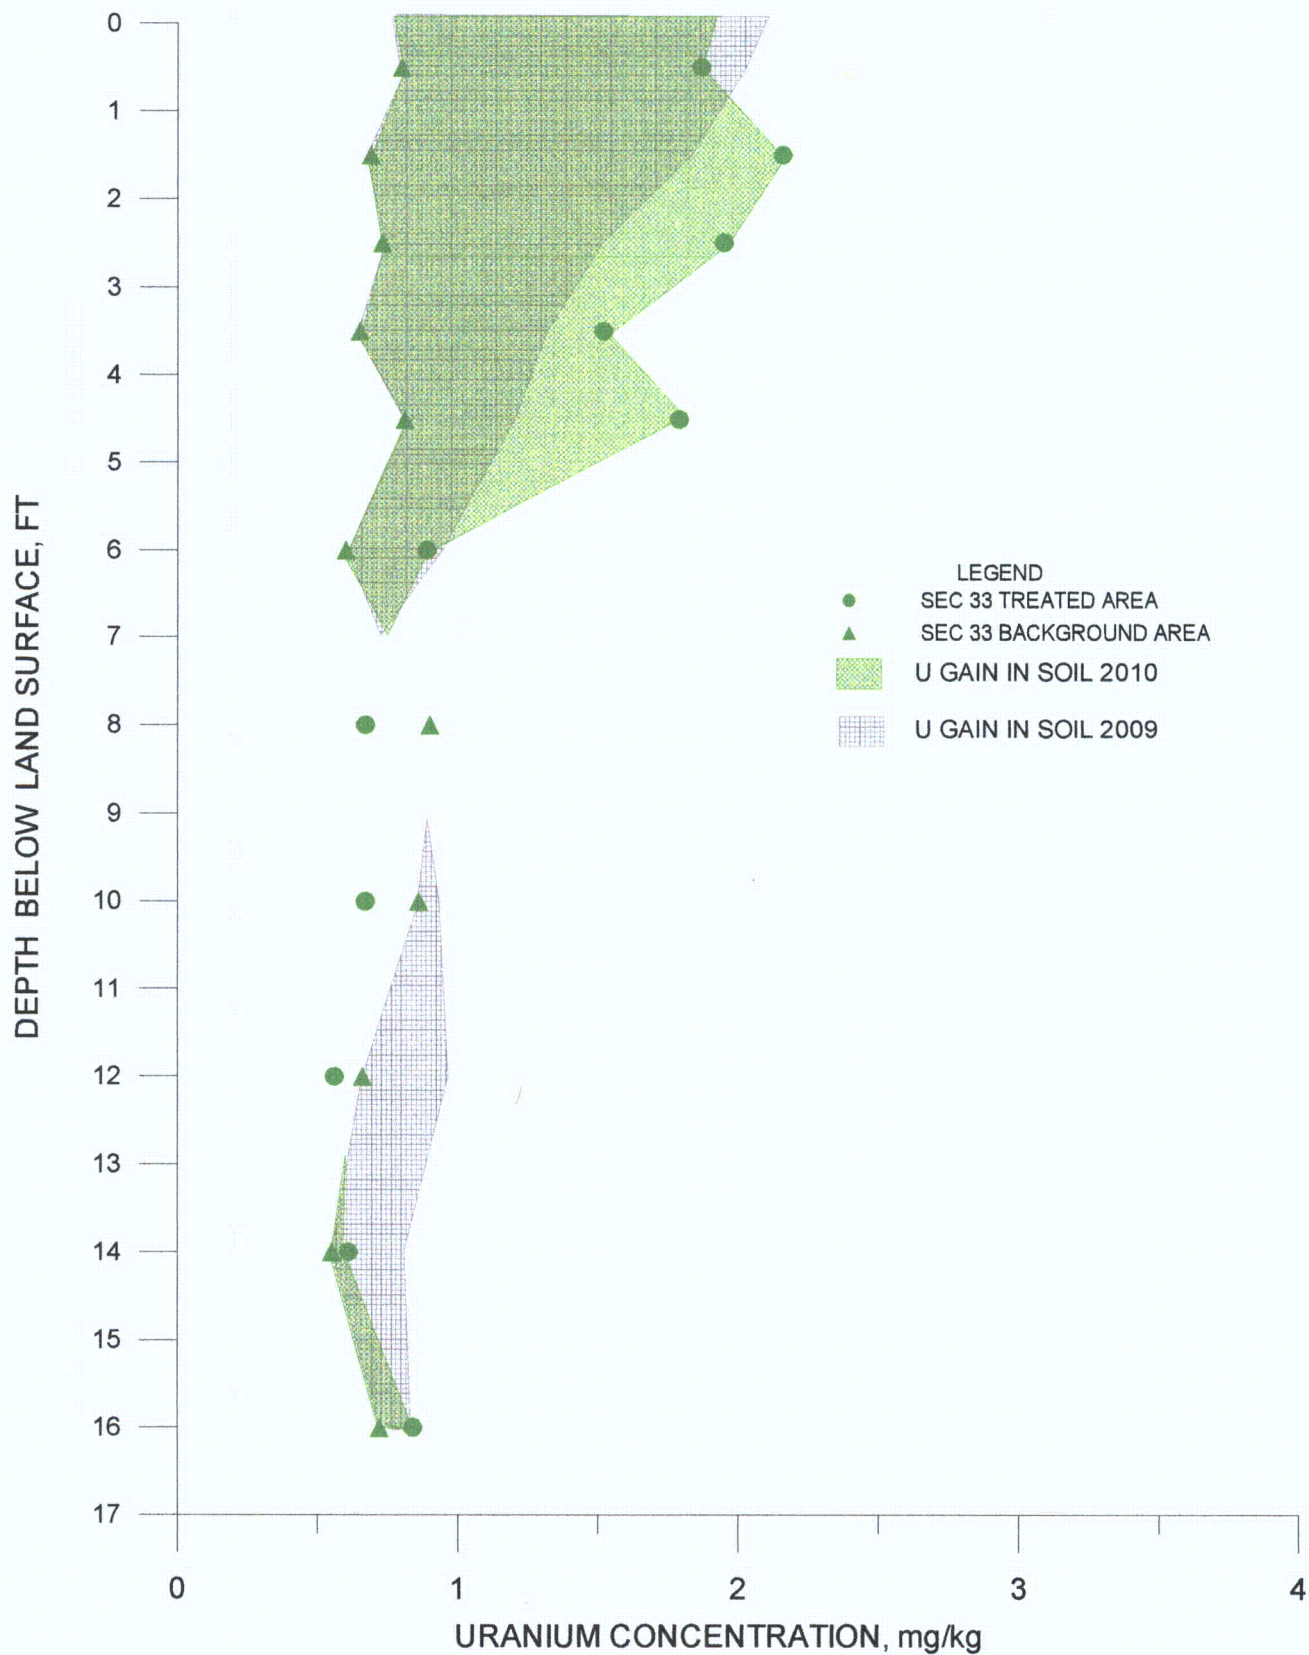 0
1
2
3
4
5
6
7
8
9
10
11
12
13
14
15
16
17
DEPTH BELOW LAND SURFACE, FT
LEGEND
SEC 33 TREATED AREA
SEC 33 BACKGROUND AREA
U GAIN IN SOIL 2010
U GAIN IN SOIL 2009
0 1 2 3 4
URANIUM CONCENTRATION, mg/kg